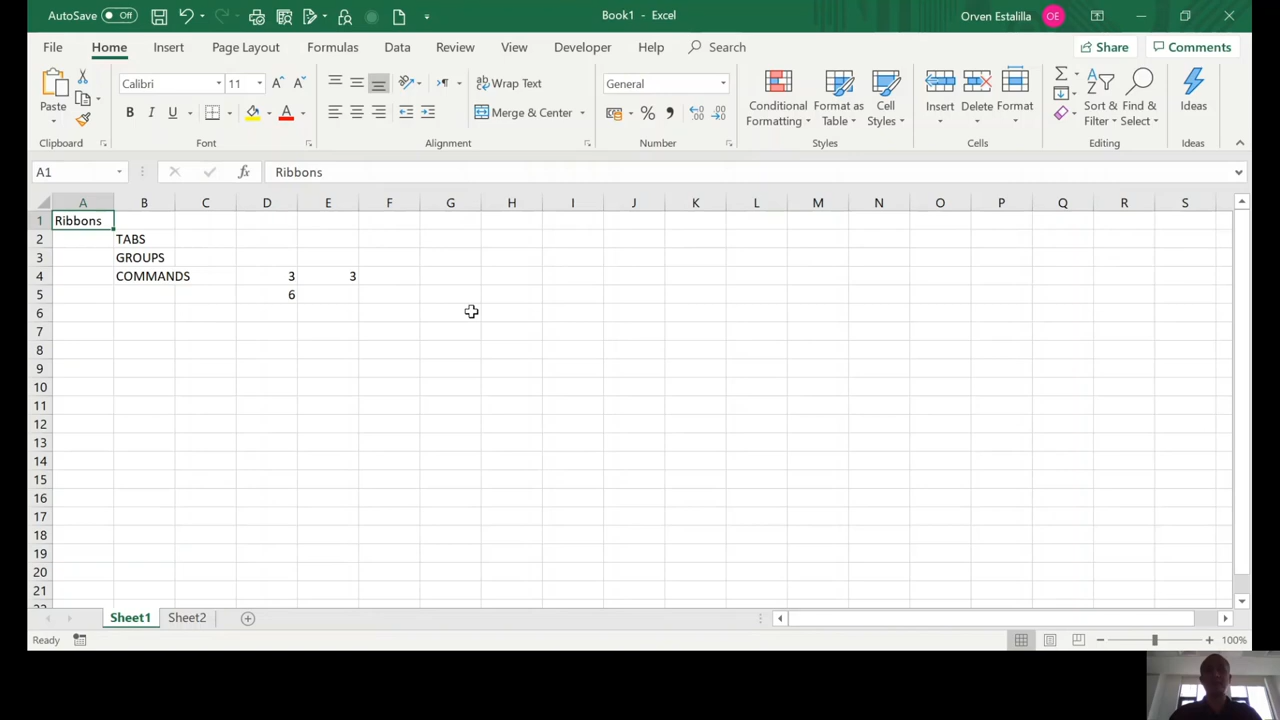 AutoSave Off Book1 - Excel Orven Estalilla OE
File Home Insert Page Layout Formulas Data Review View Developer Help Search Share Comments
Paste Calibri 11 Wrap Text General Conditional Formatting Format as Table Cell Styles Insert Delete Format Sort & Filter Find & Select Ideas
B I U A Merge & Center % ,
Clipboard Font Alignment Number Styles Cells Editing Ideas
A1 fx Ribbons
A B C D E F G H I J K L M N O P Q R S
1 Ribbons
2 TABS
3 GROUPS
4 COMMANDS 3 3
5 6
6
7
8
9
10
11
12
13
14
15
16
17
18
19
20
21
Sheet1 Sheet2
Ready 100%